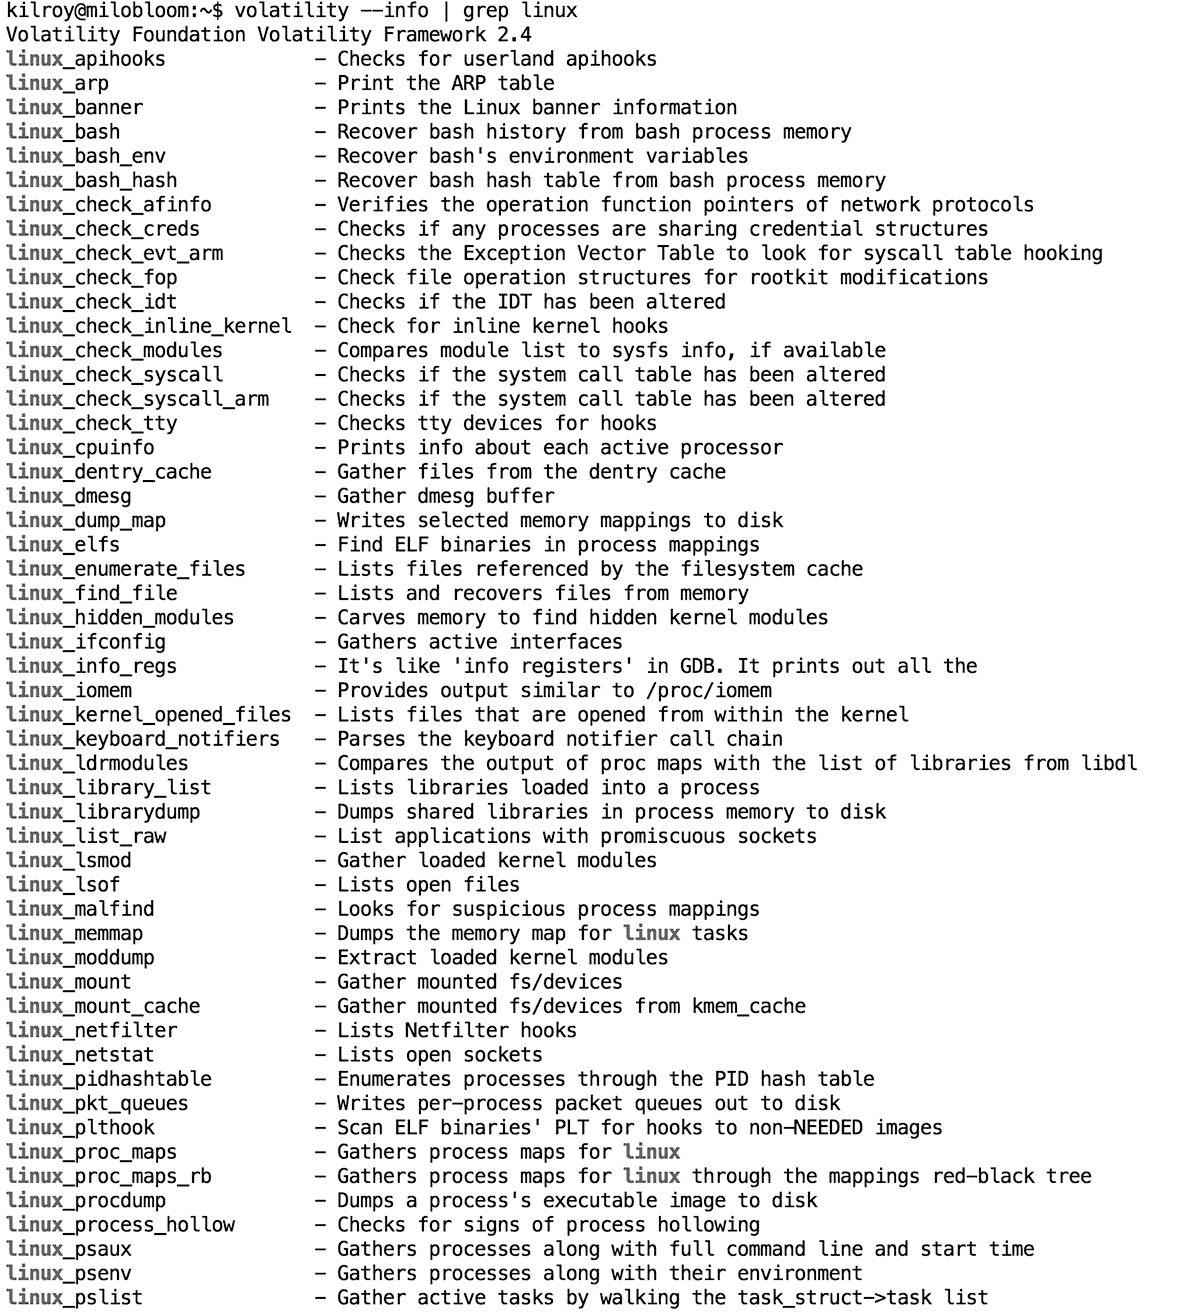 kilroy@milobloom:~$ volatility --info | grep linux
Volatility Foundation Volatility Framework 2.4
linux_apihooks - Checks for userland apihooks
linux_arp - Print the ARP table
linux_banner - Prints the Linux banner information
linux_bash - Recover bash history from bash process memory
linux_bash_env - Recover bash's environment variables
linux_bash_hash - Recover bash hash table from bash process memory
linux_check_afinfo - Verifies the operation function pointers of network protocols
linux_check_creds - Checks if any processes are sharing credential structures
linux_check_evt_arm - Checks the Exception Vector Table to look for syscall table hooking
linux_check_fop - Check file operation structures for rootkit modifications
linux_check_idt - Checks if the IDT has been altered
linux_check_inline_kernel - Check for inline kernel hooks
linux_check_modules - Compares module list to sysfs info, if available
linux_check_syscall - Checks if the system call table has been altered
linux_check_syscall_arm - Checks if the system call table has been altered
linux_check_tty - Checks tty devices for hooks
linux_cpuinfo - Prints info about each active processor
linux_dentry_cache - Gather files from the dentry cache
linux_dmesg - Gather dmesg buffer
linux_dump_map - Writes selected memory mappings to disk
linux_elfs - Find ELF binaries in process mappings
linux_enumerate_files - Lists files referenced by the filesystem cache
linux_find_file - Lists and recovers files from memory
linux_hidden_modules - Carves memory to find hidden kernel modules
linux_ifconfig - Gathers active interfaces
linux_info_regs - It's like 'info registers' in GDB. It prints out all the
linux_iomem - Provides output similar to /proc/iomem
linux_kernel_opened_files - Lists files that are opened from within the kernel
linux_keyboard_notifiers - Parses the keyboard notifier call chain
linux_ldrmodules - Compares the output of proc maps with the list of libraries from libdl
linux_library_list - Lists libraries loaded into a process
linux_librarydump - Dumps shared libraries in process memory to disk
linux_list_raw - List applications with promiscuous sockets
linux_lsmod - Gather loaded kernel modules
linux_lsof - Lists open files
linux_malfind - Looks for suspicious process mappings
linux_memmap - Dumps the memory map for linux tasks
linux_moddump - Extract loaded kernel modules
linux_mount - Gather mounted fs/devices
linux_mount_cache - Gather mounted fs/devices from kmem_cache
linux_netfilter - Lists Netfilter hooks
linux_netstat - Lists open sockets
linux_pidhashtable - Enumerates processes through the PID hash table
linux_pkt_queues - Writes per-process packet queues out to disk
linux_plthook - Scan ELF binaries' PLT for hooks to non-NEEDED images
linux_proc_maps - Gathers process maps for linux
linux_proc_maps_rb - Gathers process maps for linux through the mappings red-black tree
linux_procdump - Dumps a process's executable image to disk
linux_process_hollow - Checks for signs of process hollowing
linux_psaux - Gathers processes along with full command line and start time
linux_psenv - Gathers processes along with their environment
linux_pslist - Gather active tasks by walking the task_struct->task list